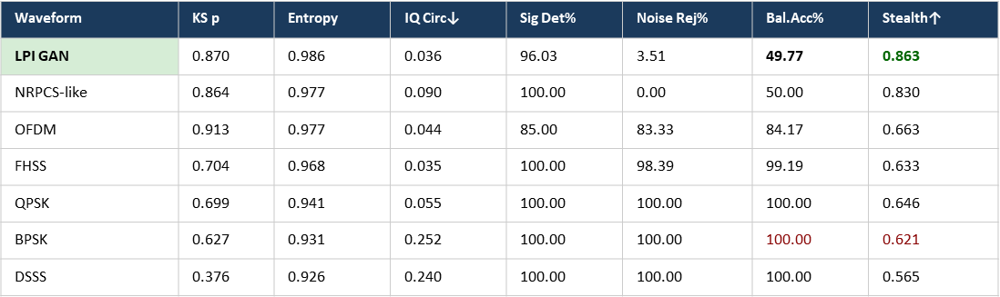 Waveform KS p Entropy IQ Circ↓ Sig Det% Noise Rej% Bal.Acc% Stealth↑
LPI GAN 0.870 0.986 0.036 96.03 3.51 49.77 0.863
NRPCS-like 0.864 0.977 0.090 100.00 0.00 50.00 0.830
OFDM 0.913 0.977 0.044 85.00 83.33 84.17 0.663
FHSS 0.704 0.968 0.035 100.00 98.39 99.19 0.633
QPSK 0.699 0.941 0.055 100.00 100.00 100.00 0.646
BPSK 0.627 0.931 0.252 100.00 100.00 100.00 0.621
DSSS 0.376 0.926 0.240 100.00 100.00 100.00 0.565